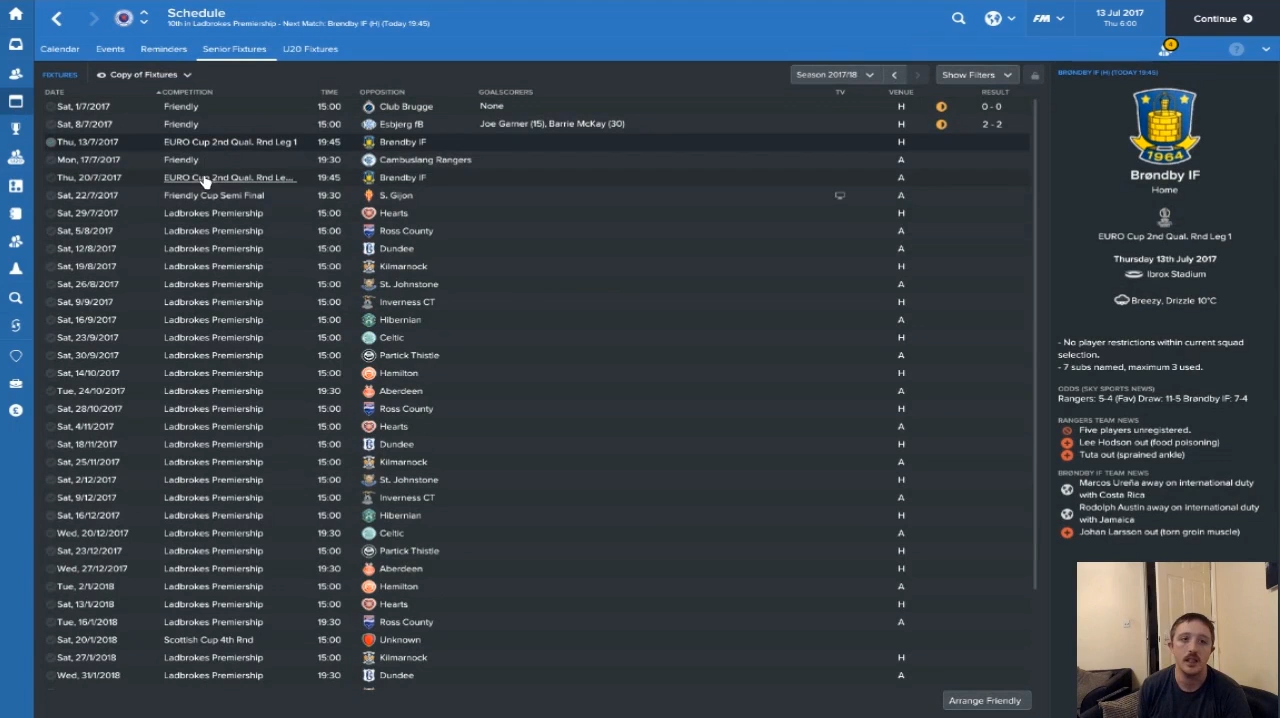 Schedule
10th in Ladbrokes Premiership - Next Match: Brøndby IF (H) (Today 19:45)
FM
13 Jul 2017
Thu 6:00
Continue
Calendar Events Reminders Senior Fixtures U20 Fixtures
4
?
FIXTURES Copy of Fixtures Season 2017/18 Show Filters
DATE COMPETITION TIME OPPOSITION GOALSCORERS TV VENUE RESULT
Sat, 1/7/2017 Friendly 15:00 Club Brugge None H 0 - 0
Sat, 8/7/2017 Friendly 15:00 Esbjerg fB Joe Garner (15), Barrie McKay (30) H 2 - 2
Thu, 13/7/2017 EURO Cup 2nd Qual. Rnd Leg 1 19:45 Brøndby IF H
Mon, 17/7/2017 Friendly 19:30 Cambuslang Rangers A
Thu, 20/7/2017 EURO Cup 2nd Qual. Rnd Le... 19:45 Brøndby IF A
Sat, 22/7/2017 Friendly Cup Semi Final 19:30 S. Gijon A
Sat, 29/7/2017 Ladbrokes Premiership 15:00 Hearts H
Sat, 5/8/2017 Ladbrokes Premiership 15:00 Ross County A
Sat, 12/8/2017 Ladbrokes Premiership 15:00 Dundee A
Sat, 19/8/2017 Ladbrokes Premiership 15:00 Kilmarnock H
Sat, 26/8/2017 Ladbrokes Premiership 15:00 St. Johnstone A
Sat, 9/9/2017 Ladbrokes Premiership 15:00 Inverness CT H
Sat, 16/9/2017 Ladbrokes Premiership 15:00 Hibernian A
Sat, 23/9/2017 Ladbrokes Premiership 15:00 Celtic H
Sat, 30/9/2017 Ladbrokes Premiership 15:00 Partick Thistle A
Sat, 14/10/2017 Ladbrokes Premiership 15:00 Hamilton H
Tue, 24/10/2017 Ladbrokes Premiership 19:30 Aberdeen A
Sat, 28/10/2017 Ladbrokes Premiership 15:00 Ross County H
Sat, 4/11/2017 Ladbrokes Premiership 15:00 Hearts A
Sat, 18/11/2017 Ladbrokes Premiership 15:00 Dundee H
Sat, 25/11/2017 Ladbrokes Premiership 15:00 Kilmarnock A
Sat, 2/12/2017 Ladbrokes Premiership 15:00 St. Johnstone H
Sat, 9/12/2017 Ladbrokes Premiership 15:00 Inverness CT A
Sat, 16/12/2017 Ladbrokes Premiership 15:00 Hibernian H
Wed, 20/12/2017 Ladbrokes Premiership 19:30 Celtic A
Sat, 23/12/2017 Ladbrokes Premiership 15:00 Partick Thistle H
Wed, 27/12/2017 Ladbrokes Premiership 19:30 Aberdeen H
Tue, 2/1/2018 Ladbrokes Premiership 15:00 Hamilton A
Sat, 13/1/2018 Ladbrokes Premiership 15:00 Hearts H
Tue, 16/1/2018 Ladbrokes Premiership 19:30 Ross County A
Sat, 20/1/2018 Scottish Cup 4th Rnd 15:00 Unknown
Sat, 27/1/2018 Ladbrokes Premiership 15:00 Kilmarnock H
Wed, 31/1/2018 Ladbrokes Premiership 19:30 Dundee A
Arrange Friendly
BRØNDBY IF (H) (TODAY 19:45)
1964
Brøndby IF
Home
EURO Cup 2nd Qual. Rnd Leg 1
Thursday 13th July 2017
Ibrox Stadium
Breezy, Drizzle 10°C
- No player restrictions within current squad
selection.
- 7 subs named, maximum 3 used.
ODDS (SKY SPORTS NEWS)
Rangers: 5-4 (Fav) Draw: 11-5 Brøndby IF: 7-4
RANGERS TEAM NEWS
Five players unregistered.
Lee Hodson out (food poisoning)
Tuta out (sprained ankle)
BRØNDBY IF TEAM NEWS
Marcos Ureña away on international duty
with Costa Rica
Rodolph Austin away on international duty
with Jamaica
Johan Larsson out (torn groin muscle)